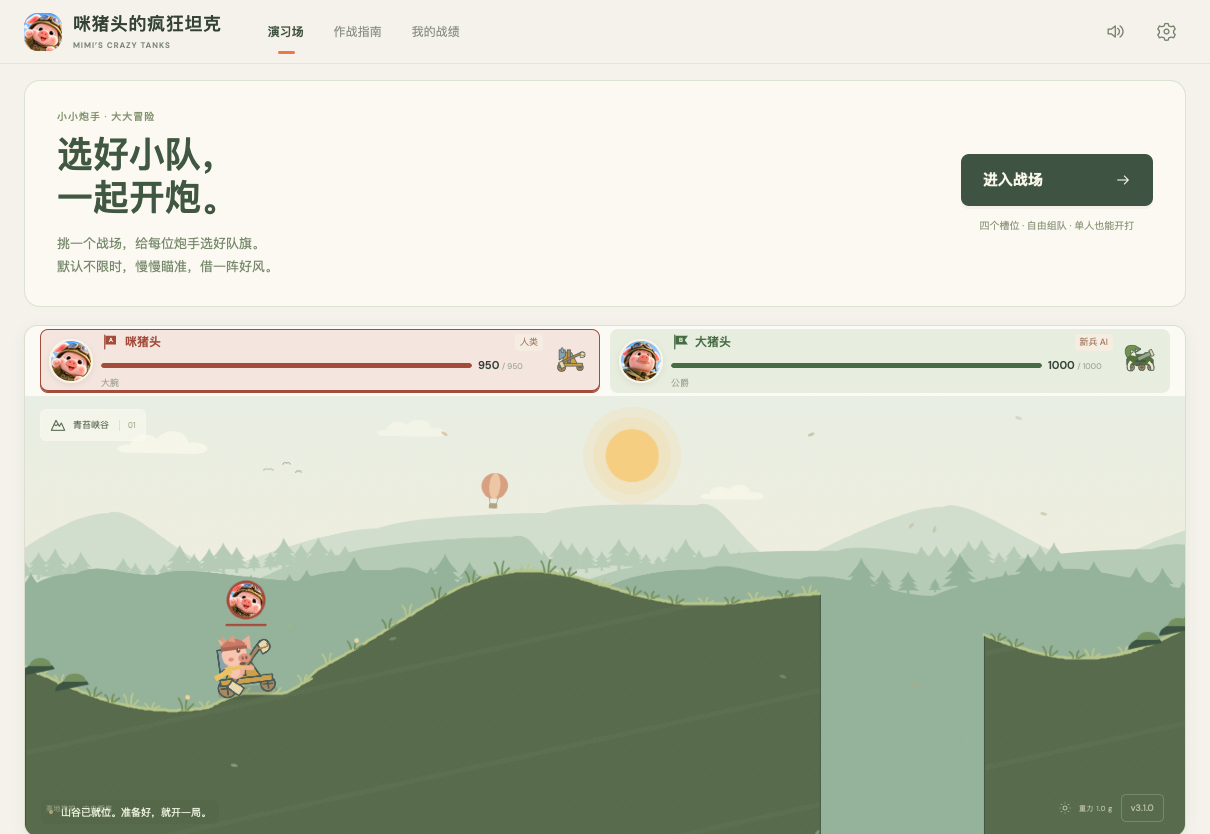 咪猪头的疯狂坦克
MIMI'S CRAZY TANKS
演习场 作战指南 我的战绩
小小炮手 · 大大冒险
选好小队，
一起开炮。
挑一个战场，给每位炮手选好队旗。
默认不限时，慢慢瞄准，借一阵好风。
进入战场 →
四个槽位 · 自由组队 · 单人也能开打
咪猪头 人类
950 / 950
大腕
大猪头 新兵 AI
1000 / 1000
公爵
青苔峡谷 01
山谷已就位。准备好，就开一局。
重力 1.0 g v3.1.0